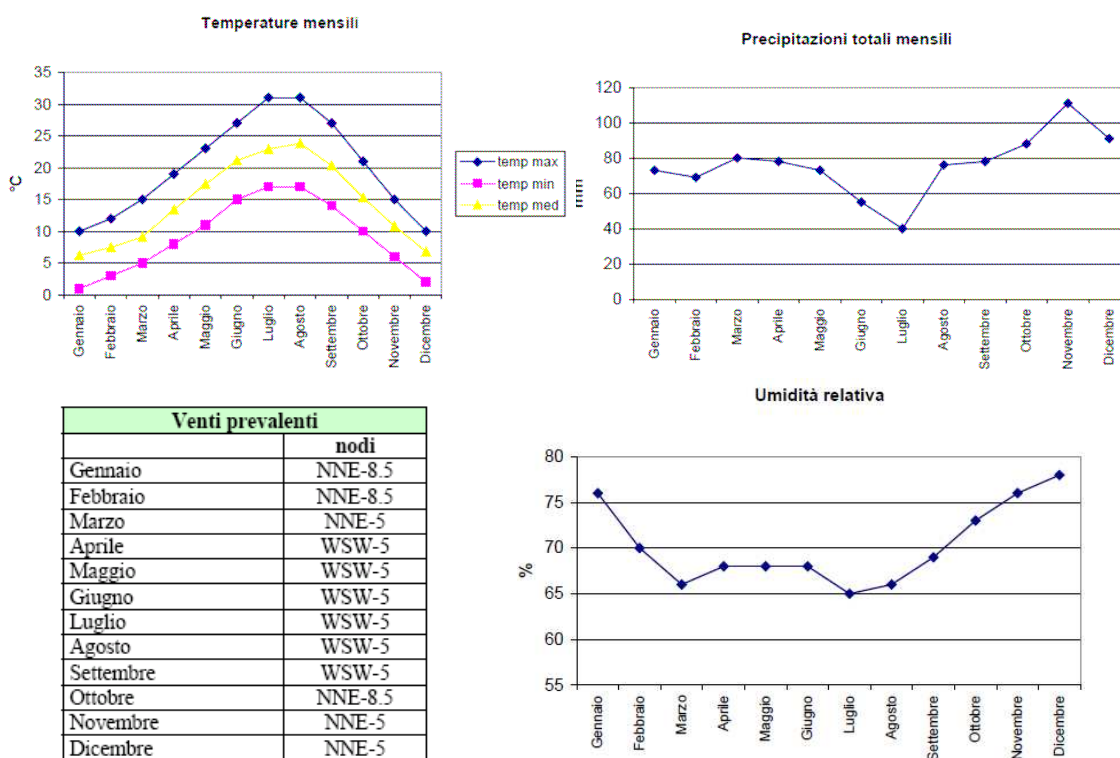 Temperature mensili
35
30
25
20
15
10
5
0
°C
Gennaio
Febbraio
Marzo
Aprile
Maggio
Giugno
Luglio
Agosto
Settembre
Ottobre
Novembre
Dicembre
temp max
temp min
temp med
Precipitazioni totali mensili
120
100
80
60
40
20
0
mm
Gennaio
Febbraio
Marzo
Aprile
Maggio
Giugno
Luglio
Agosto
Settembre
Ottobre
Novembre
Dicembre
Venti prevalenti
nodi
Gennaio NNE-8.5
Febbraio NNE-8.5
Marzo NNE-5
Aprile WSW-5
Maggio WSW-5
Giugno WSW-5
Luglio WSW-5
Agosto WSW-5
Settembre WSW-5
Ottobre NNE-8.5
Novembre NNE-5
Dicembre NNE-5
Umidità relativa
80
75
70
65
60
55
%
Gennaio
Febbraio
Marzo
Aprile
Maggio
Giugno
Luglio
Agosto
Settembre
Ottobre
Novembre
Dicembre